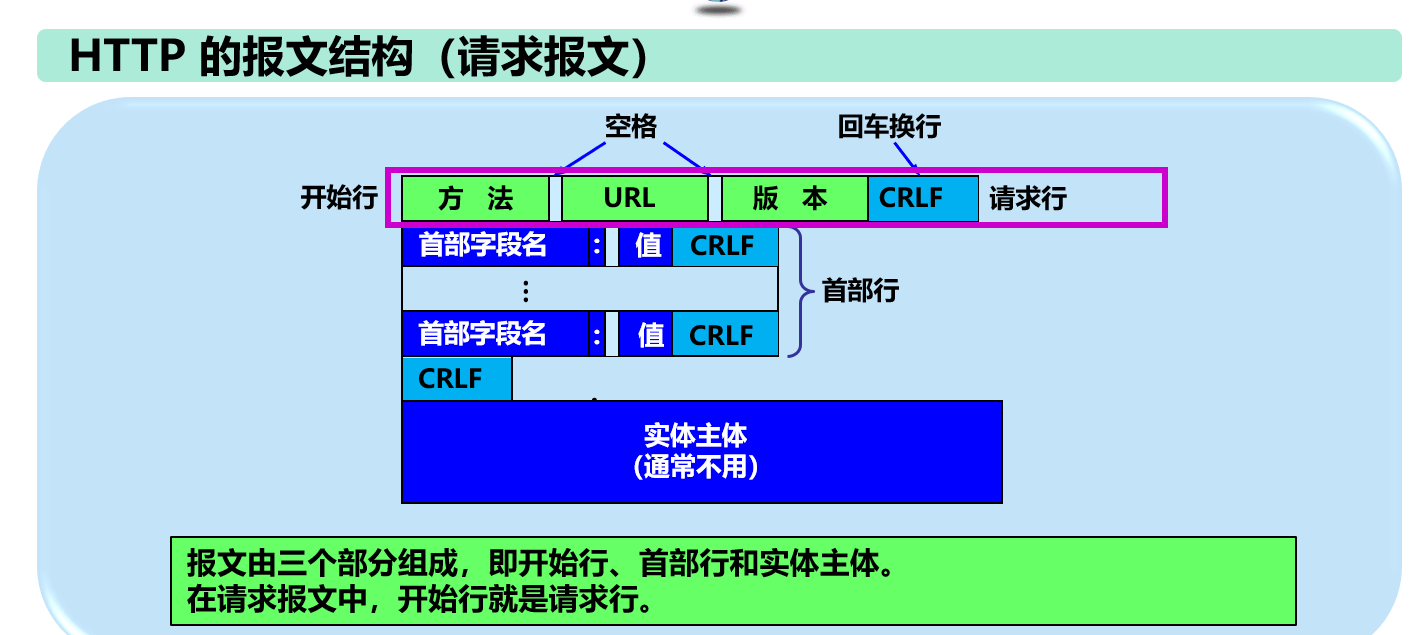 HTTP 的报文结构（请求报文）
空格 回车换行
开始行 方 法 URL 版 本 CRLF 请求行
首部字段名 : 值 CRLF
⋮ 首部行
首部字段名 : 值 CRLF
CRLF
实体主体
（通常不用）
报文由三个部分组成，即开始行、首部行和实体主体。
在请求报文中，开始行就是请求行。